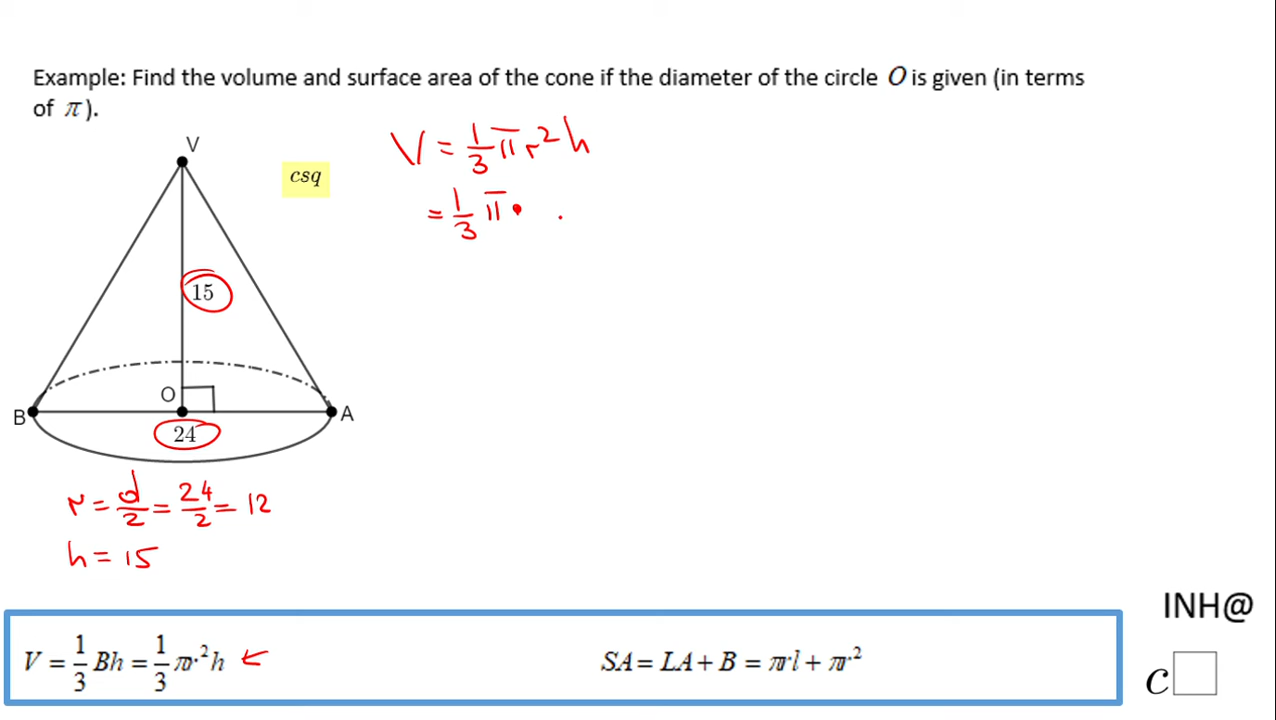 Example: Find the volume and surface area of the cone if the diameter of the circle O is given (in terms
of π).
V
csq
V = 1/3 πr²h
= 1/3 π• .
15
O
B
A
24
r = d/2 = 24/2 = 12
h = 15
INH@
V = 1/3 Bh = 1/3 πr²h ←
SA = LA + B = πrl + πr²
c